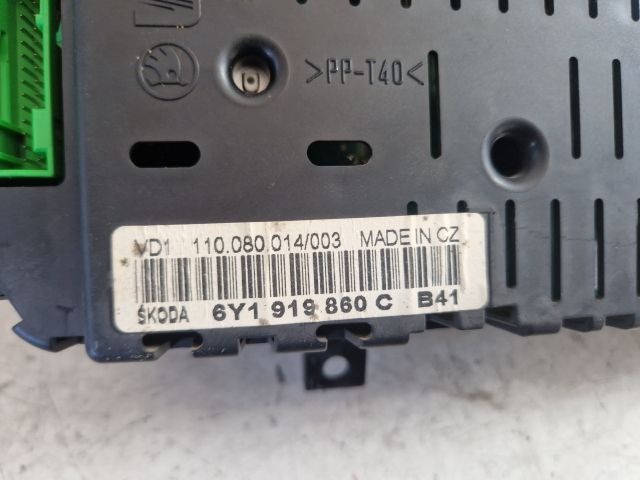 >PP-T40<
VD1 110.080.014/003 MADE IN CZ
ŠKODA 6Y1 919 860 C B41